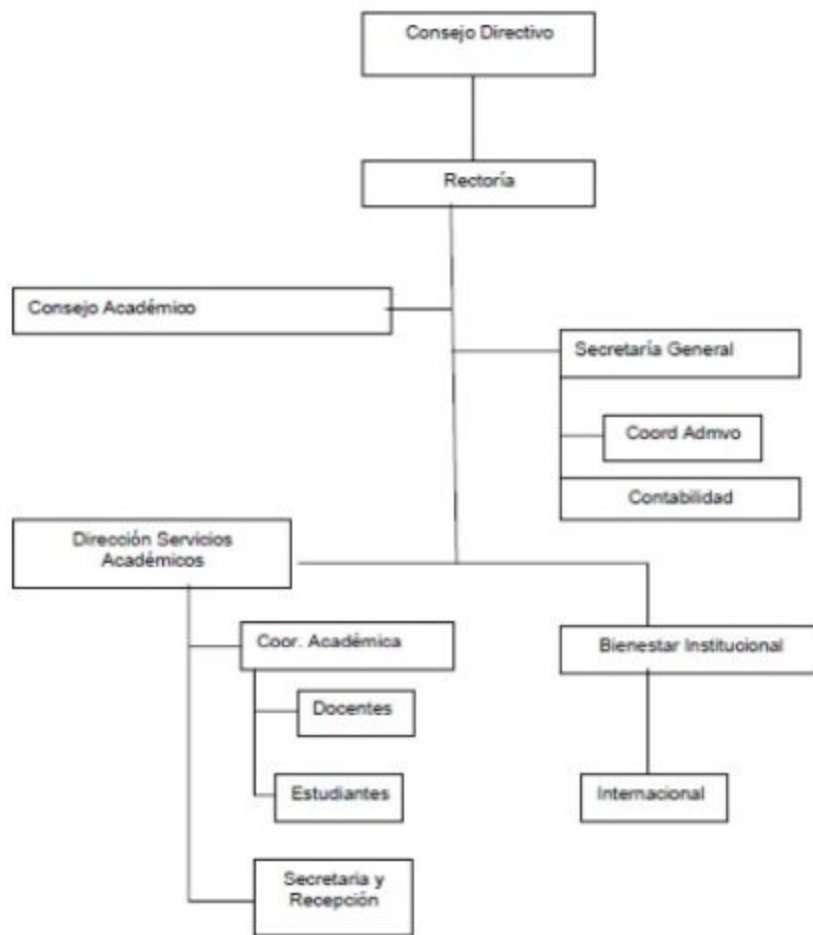 Consejo Directivo
Rectoría
Consejo Académico
Secretaría General
Coord Admvo
Contabilidad
Dirección Servicios
Académicos
Coor. Académica
Bienestar Institucional
Docentes
Estudiantes
Internacional
Secretaria y
Recepción